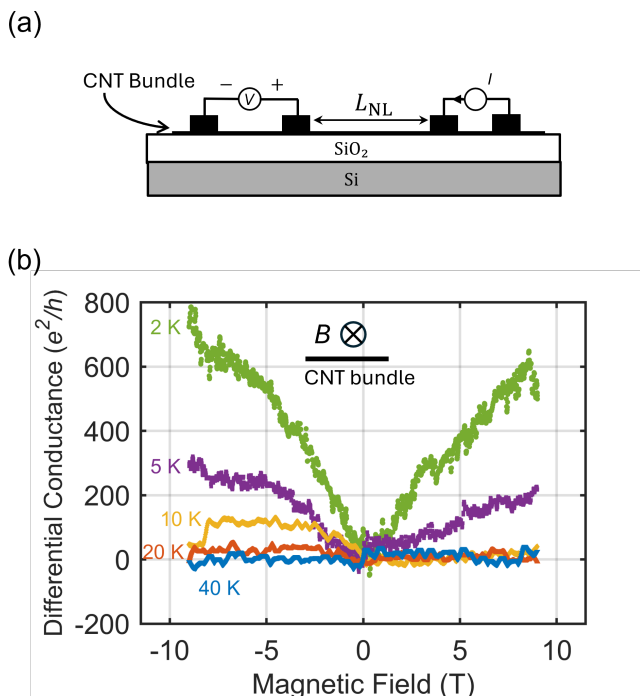 (a)
CNT Bundle
− V +
L_NL
I
SiO₂
Si
(b)
Differential Conductance (e²/h)
800
600
400
200
0
-200
2 K
5 K
10 K
20 K
40 K
B
CNT bundle
-10 -5 0 5 10
Magnetic Field (T)